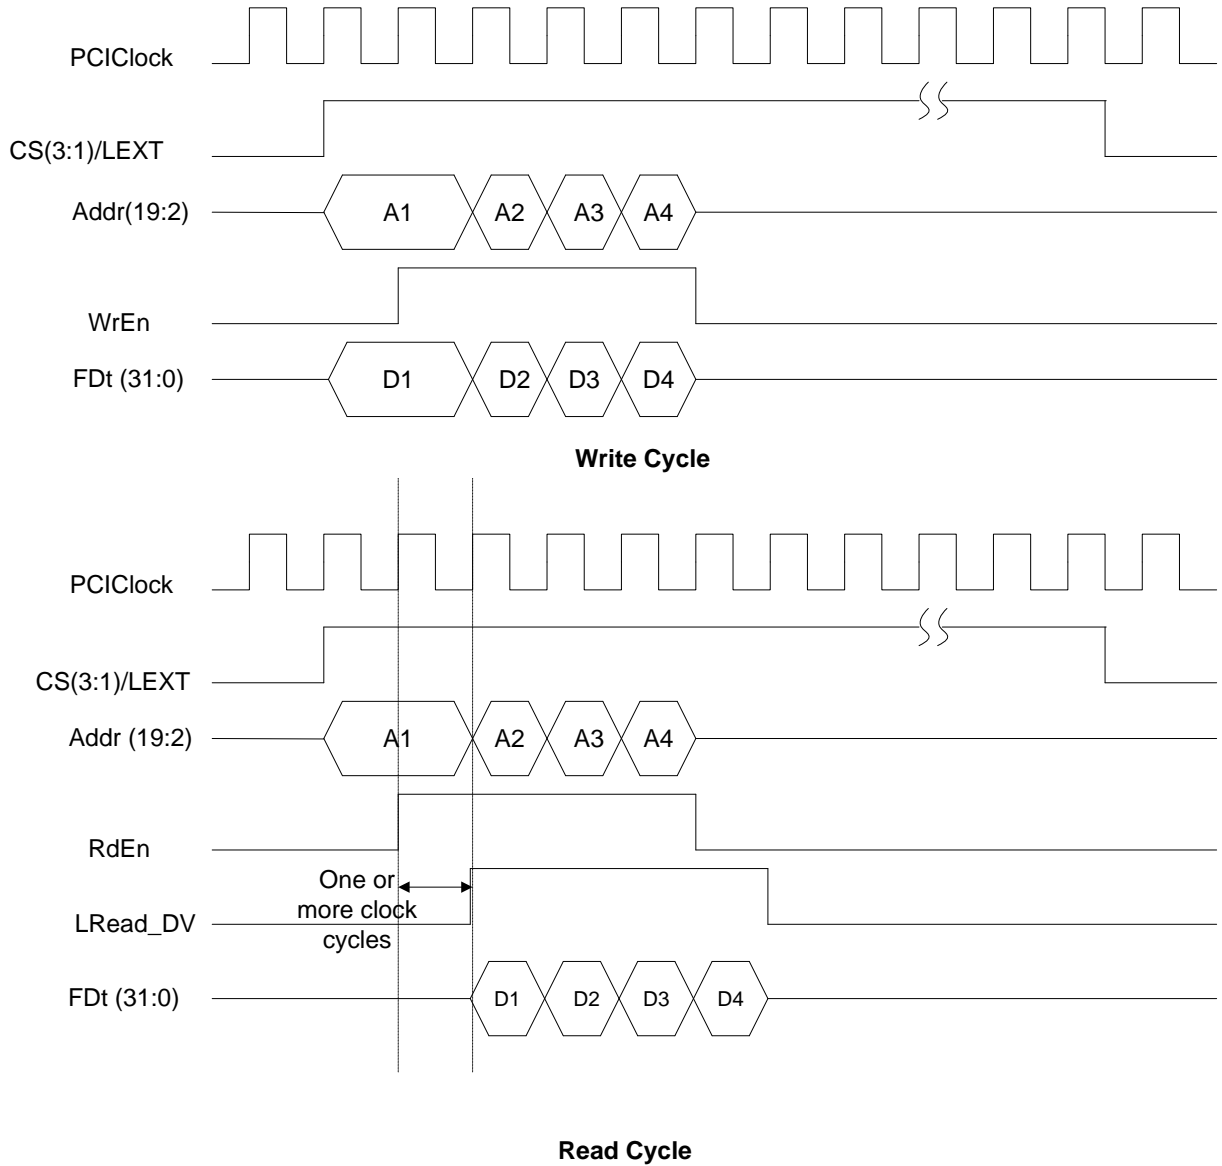 PCIClock
CS(3:1)/LEXT
Addr(19:2) A1 A2 A3 A4
WrEn
FDt (31:0) D1 D2 D3 D4
Write Cycle
PCIClock
CS(3:1)/LEXT
Addr (19:2) A1 A2 A3 A4
RdEn
One or
more clock
cycles
LRead_DV
FDt (31:0) D1 D2 D3 D4
Read Cycle